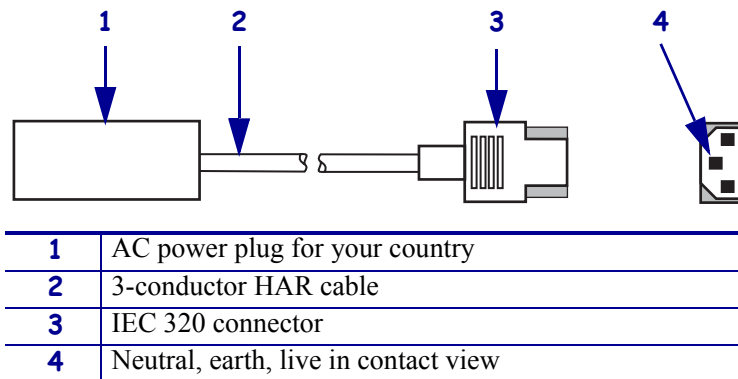 1 2 3 4
1 AC power plug for your country
2 3-conductor HAR cable
3 IEC 320 connector
4 Neutral, earth, live in contact view